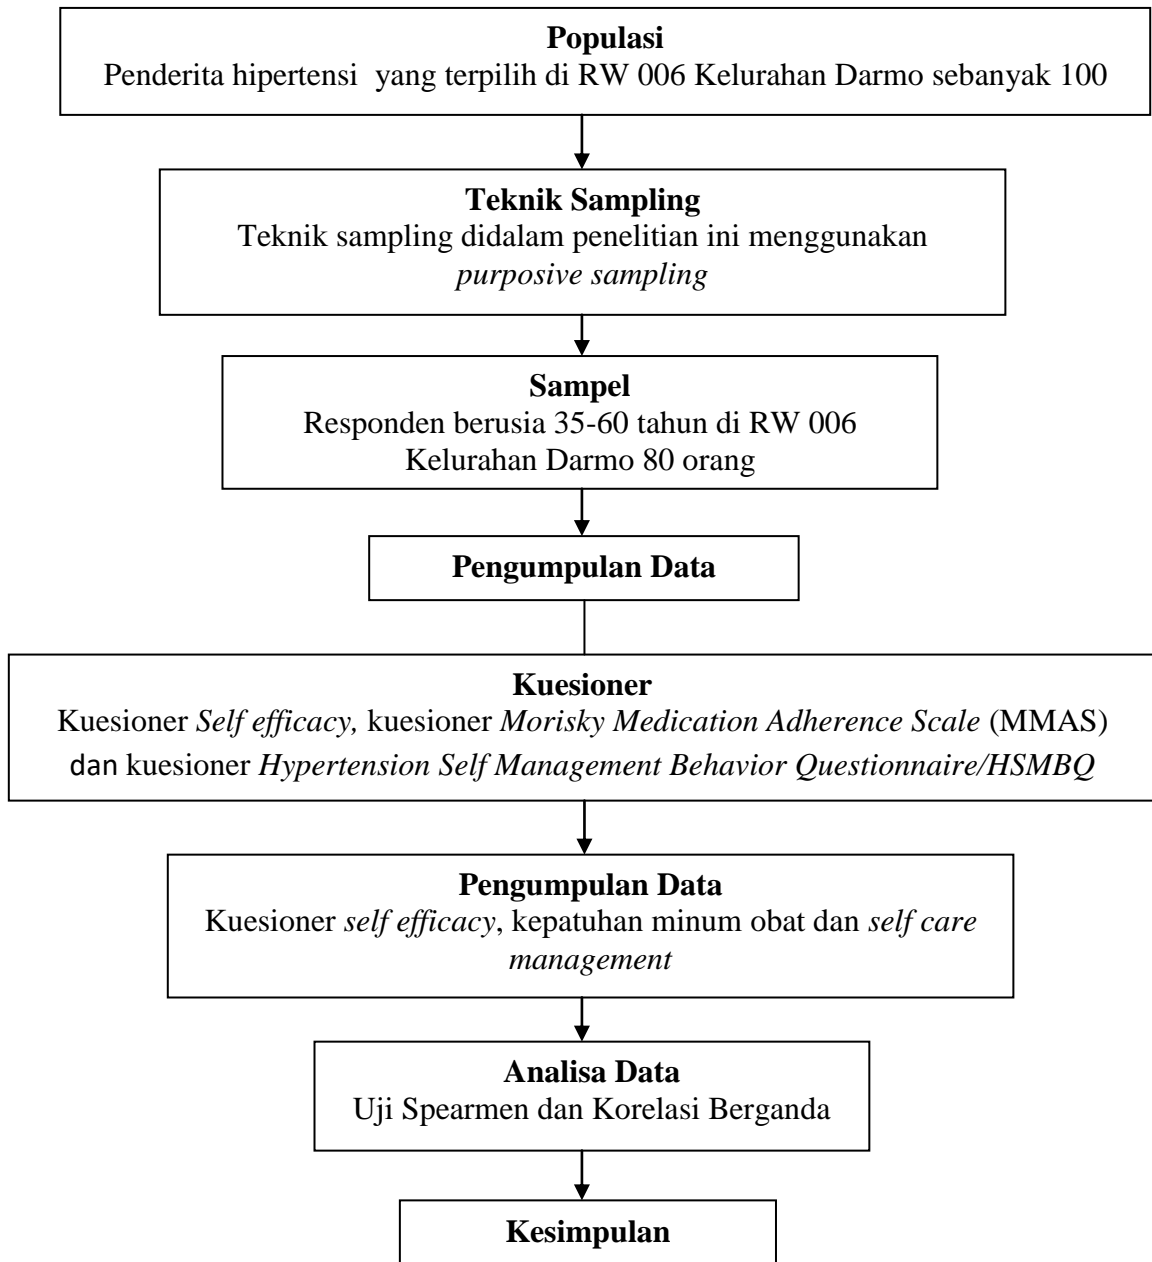 Populasi
Penderita hipertensi yang terpilih di RW 006 Kelurahan Darmo sebanyak 100
Teknik Sampling
Teknik sampling didalam penelitian ini menggunakan
purposive sampling
Sampel
Responden berusia 35-60 tahun di RW 006
Kelurahan Darmo 80 orang
Pengumpulan Data
Kuesioner
Kuesioner Self efficacy, kuesioner Morisky Medication Adherence Scale (MMAS)
dan kuesioner Hypertension Self Management Behavior Questionnaire/HSMBQ
Pengumpulan Data
Kuesioner self efficacy, kepatuhan minum obat dan self care
management
Analisa Data
Uji Spearmen dan Korelasi Berganda
Kesimpulan